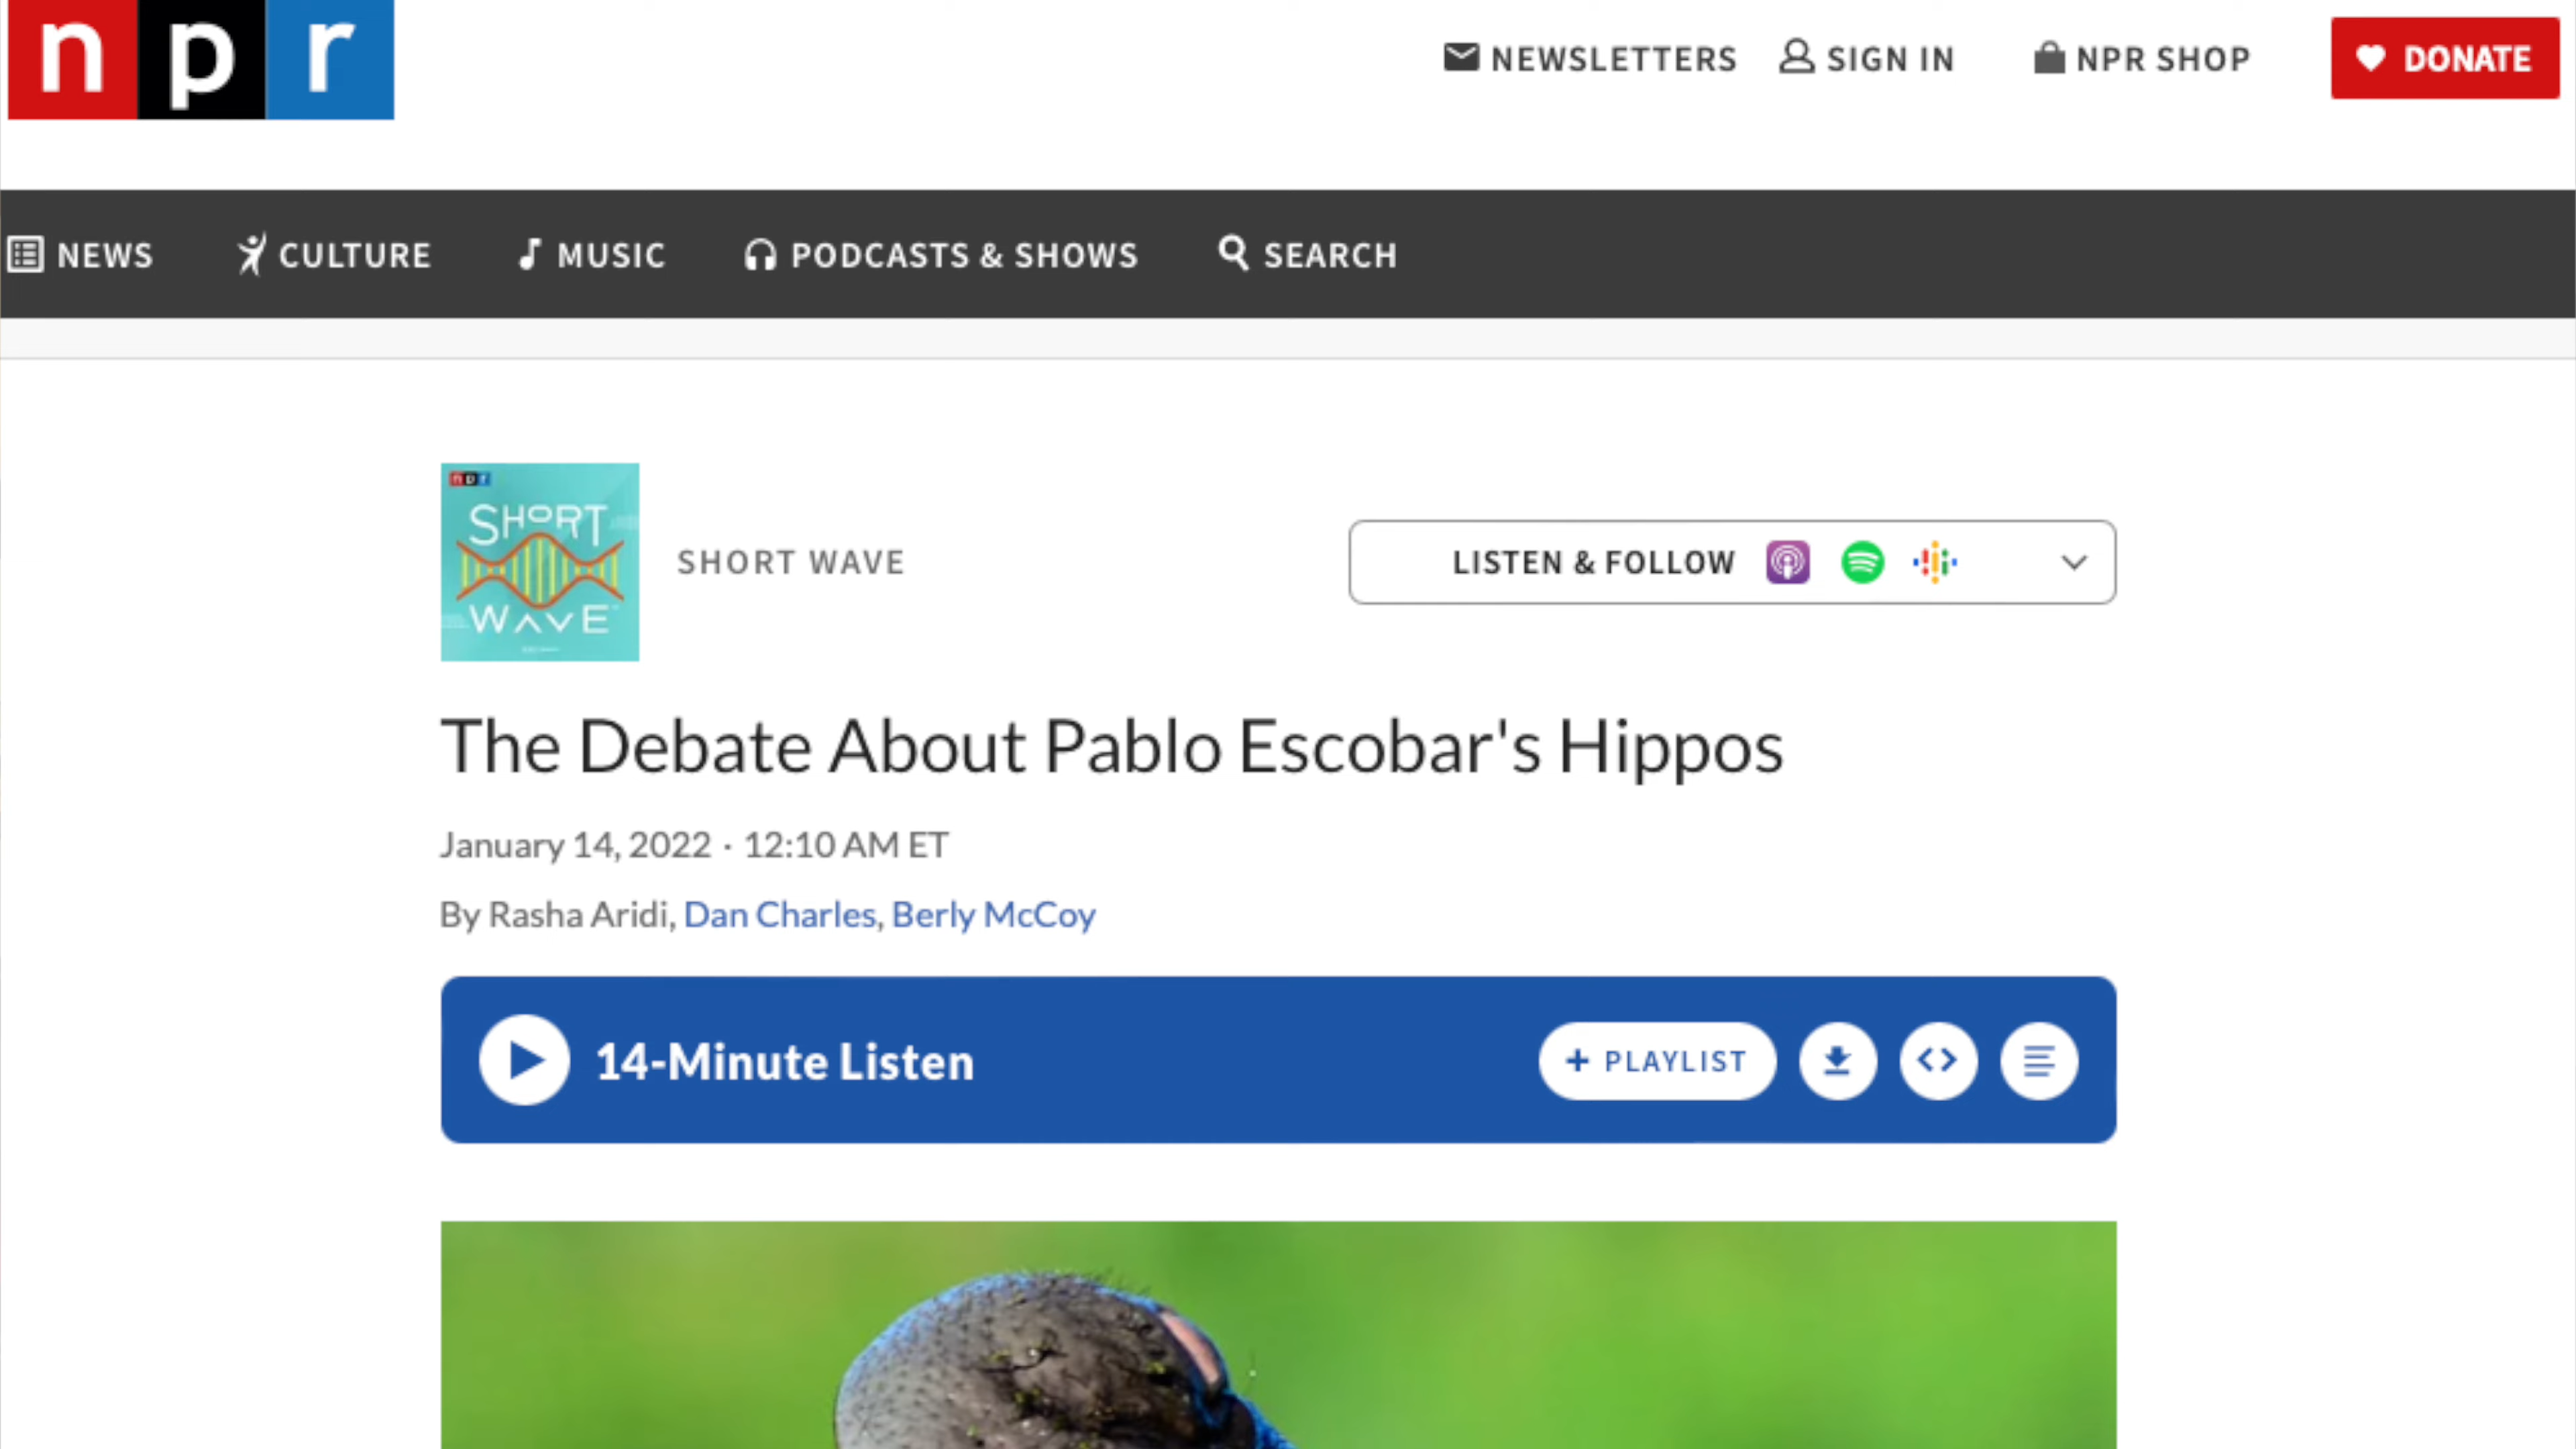 npr
NEWSLETTERS SIGN IN NPR SHOP DONATE
NEWS CULTURE MUSIC PODCASTS & SHOWS SEARCH
npr
SHORT
WAVE
SHORT WAVE
LISTEN & FOLLOW
The Debate About Pablo Escobar's Hippos
January 14, 2022 · 12:10 AM ET
By Rasha Aridi, Dan Charles, Berly McCoy
14-Minute Listen
+ PLAYLIST